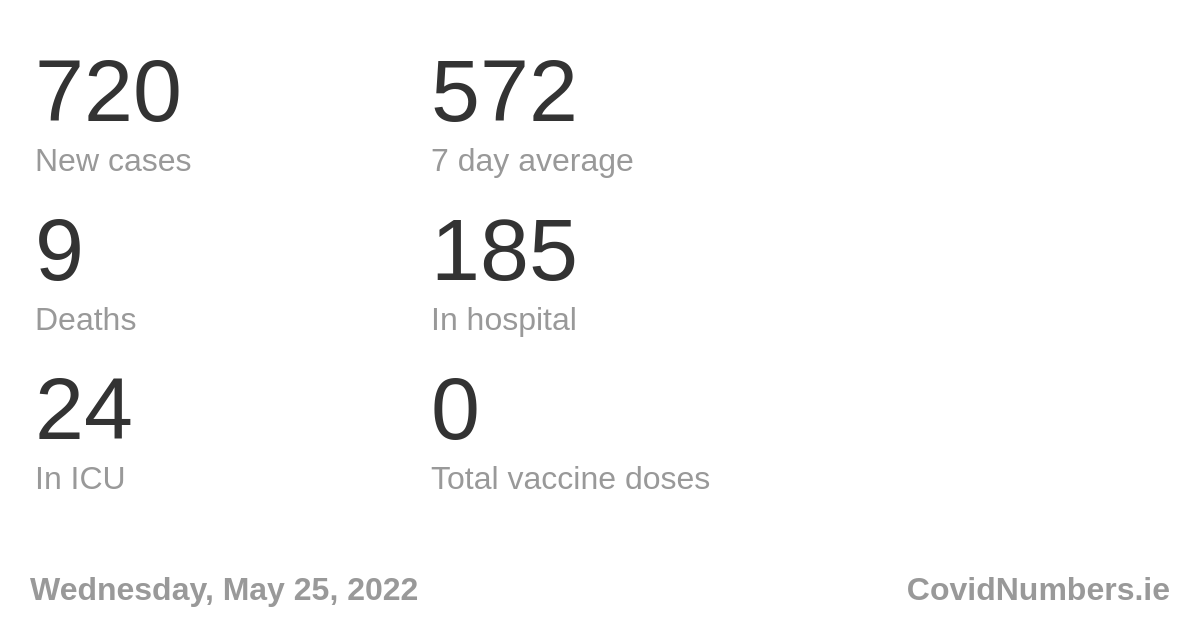 720
New cases
572
7 day average
9
Deaths
185
In hospital
24
In ICU
0
Total vaccine doses
Wednesday, May 25, 2022
CovidNumbers.ie